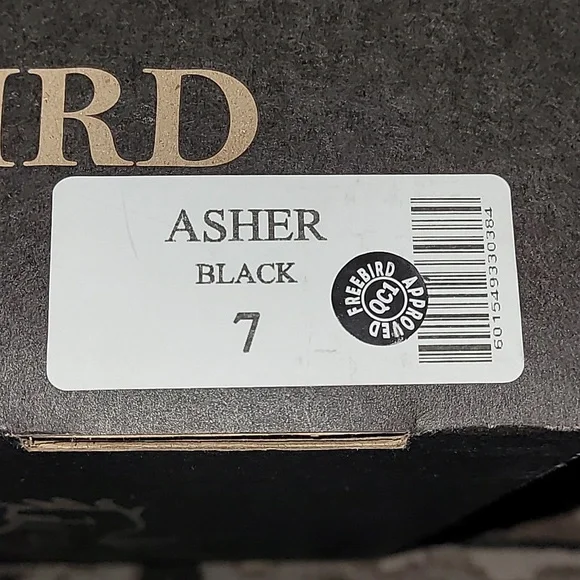 IRD
ASHER
BLACK
7
FREEBIRD APPROVED
QC1
601549330384